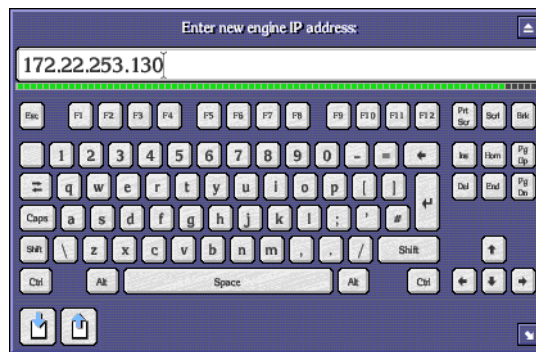 Enter new engine IP address:
172.22.253.130
Esc F1 F2 F3 F4 F5 F6 F7 F8 F9 F10 F11 F12 Prt Scr Scrl Brk
1 2 3 4 5 6 7 8 9 0 - = Ins Hom Pg Up
q w e r t y u i o p [ ] Del End Pg Dn
Caps a s d f g h j k l ; ' #
Shift \ z x c v b n m , . / Shift
Ctrl Alt Space Alt Ctrl